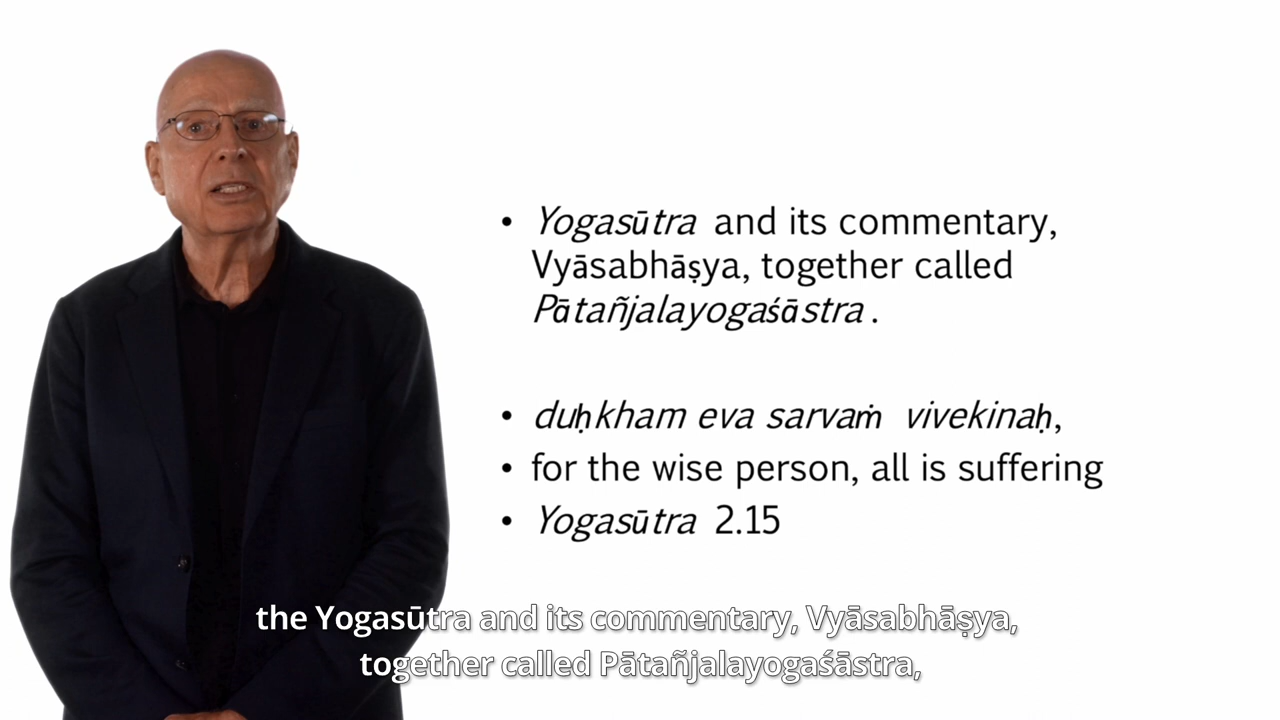 • Yogasūtra and its commentary,
Vyāsabhāṣya, together called
Pātañjalayogaśāstra.
• duḥkham eva sarvaṁ vivekinaḥ,
• for the wise person, all is suffering
• Yogasūtra 2.15
the Yogasūtra and its commentary, Vyāsabhāṣya,
together called Pātañjalayogaśāstra,